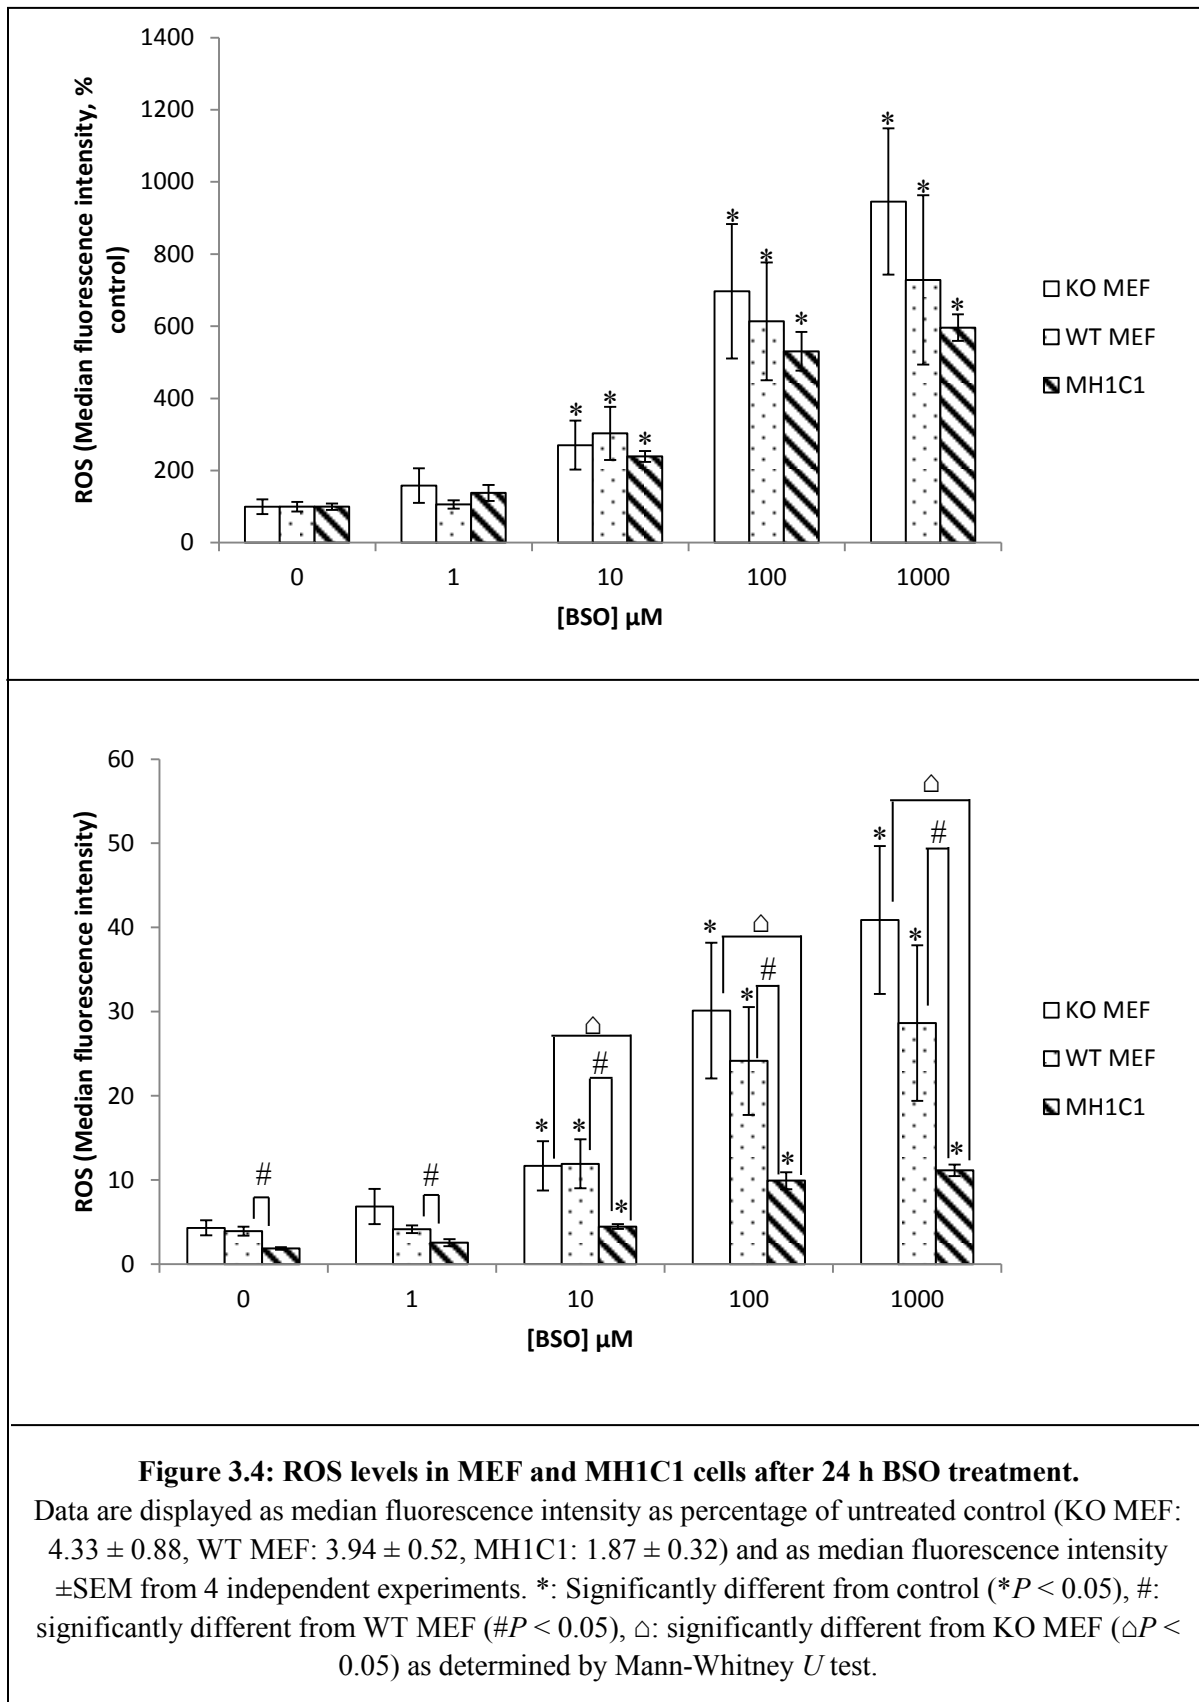 1400
1200
1000
800
600
400
200
0
ROS (Median fluorescence intensity, %
control)
*
*
*
*
*
*
*
*
*
0 1 10 100 1000
[BSO] µM
KO MEF
WT MEF
MH1C1
60
50
40
30
20
10
0
ROS (Median fluorescence intensity)
#
#
⌂
#
*
*
*
⌂
#
*
*
*
⌂
#
*
*
*
0 1 10 100 1000
[BSO] µM
KO MEF
WT MEF
MH1C1
Figure 3.4: ROS levels in MEF and MH1C1 cells after 24 h BSO treatment.
Data are displayed as median fluorescence intensity as percentage of untreated control (KO MEF:
4.33 ± 0.88, WT MEF: 3.94 ± 0.52, MH1C1: 1.87 ± 0.32) and as median fluorescence intensity
±SEM from 4 independent experiments. *: Significantly different from control (*P < 0.05), #:
significantly different from WT MEF (#P < 0.05), ⌂: significantly different from KO MEF (⌂P <
0.05) as determined by Mann-Whitney U test.